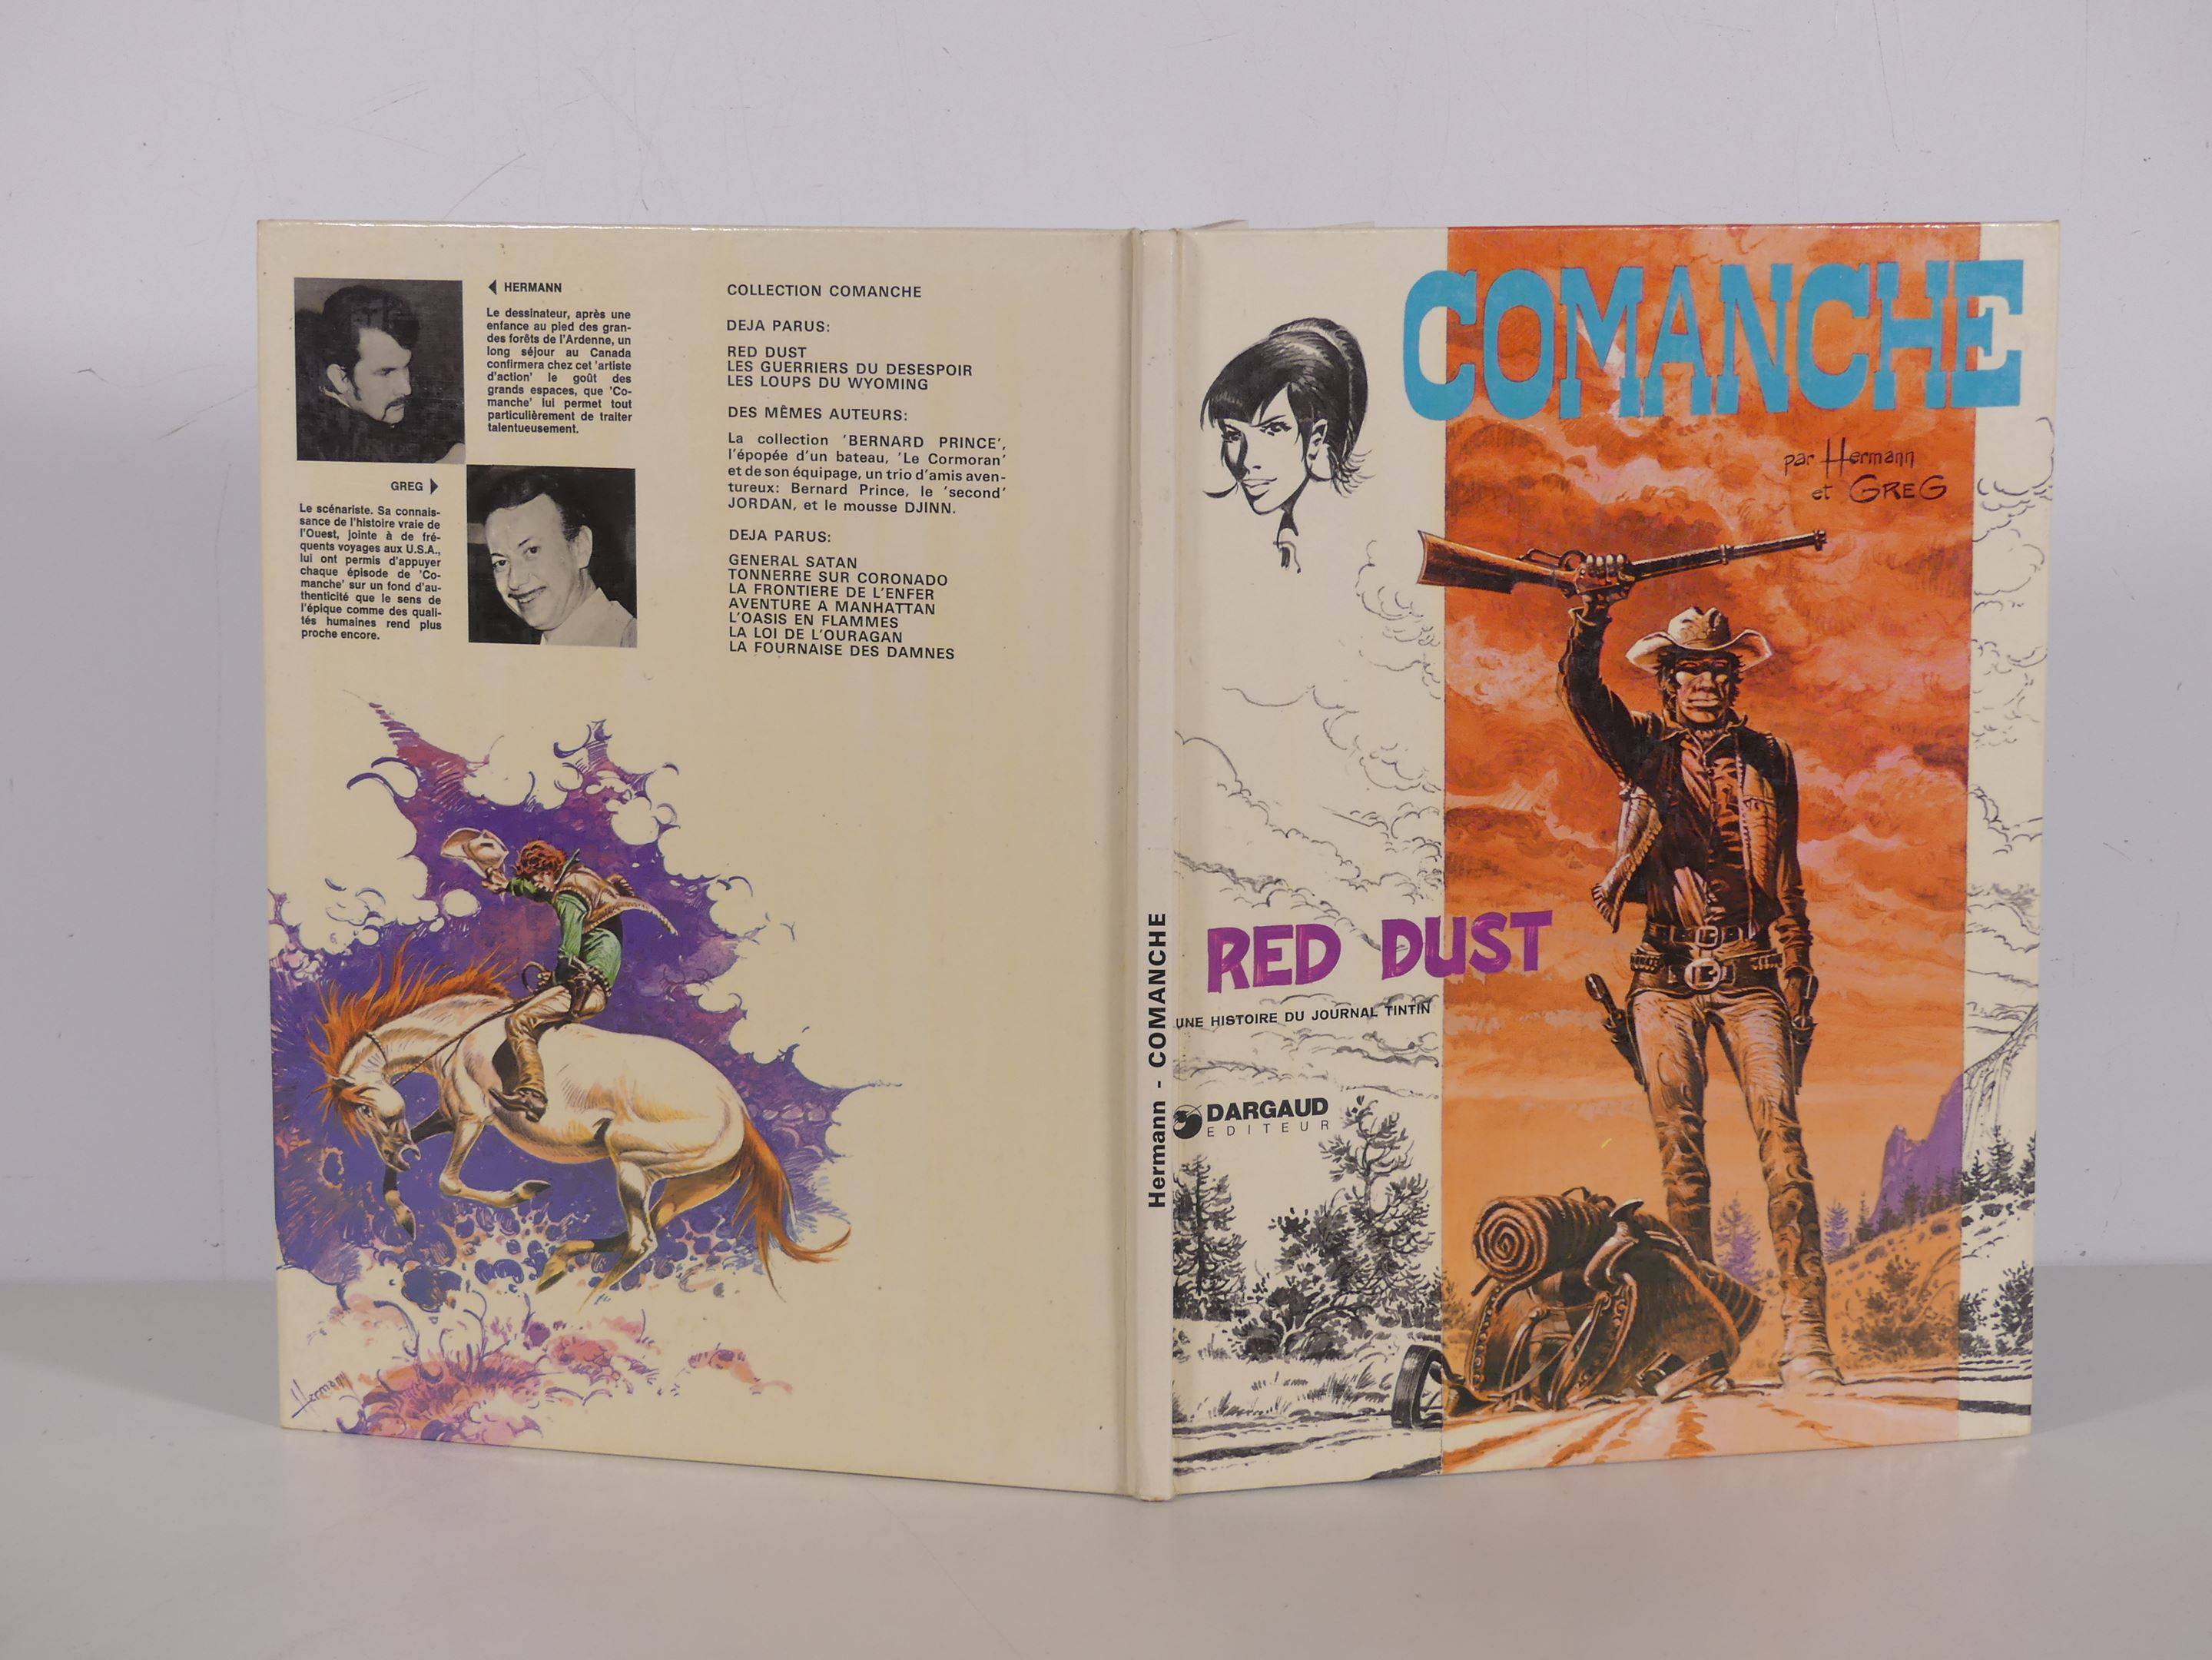 HERMANN
Le dessinateur, après une
enfance au pied des gran-
des forêts de l'Ardenne, un
long séjour au Canada
confirmera chez cet 'artiste
d'action' le goût des
grands espaces, que 'Co-
manche' lui permet tout
particulièrement de traiter
talentueusement.
GREG
Le scénariste. Sa connais-
sance de l'histoire vraie de
l'Ouest, jointe à de fré-
quents voyages aux U.S.A.,
lui ont permis d'appuyer
chaque épisode de 'Co-
manche' sur un fond d'au-
thenticité que le sens de
l'épique comme des quali-
tés humaines rend plus
proche encore.
COLLECTION COMANCHE
DEJA PARUS:
RED DUST
LES GUERRIERS DU DESESPOIR
LES LOUPS DU WYOMING
DES MÊMES AUTEURS:
La collection 'BERNARD PRINCE',
l'épopée d'un bateau, 'Le Cormoran'
et de son équipage, un trio d'amis aven-
tureux: Bernard Prince, le 'second'
JORDAN, et le mousse DJINN.
DEJA PARUS:
GENERAL SATAN
TONNERRE SUR CORONADO
LA FRONTIERE DE L'ENFER
AVENTURE A MANHATTAN
L'OASIS EN FLAMMES
LA LOI DE L'OURAGAN
LA FOURNAISE DES DAMNES
Hermann
Hermann - COMANCHE
COMANCHE
par Hermann
et GREG
RED DUST
UNE HISTOIRE DU JOURNAL TINTIN
DARGAUD
EDITEUR